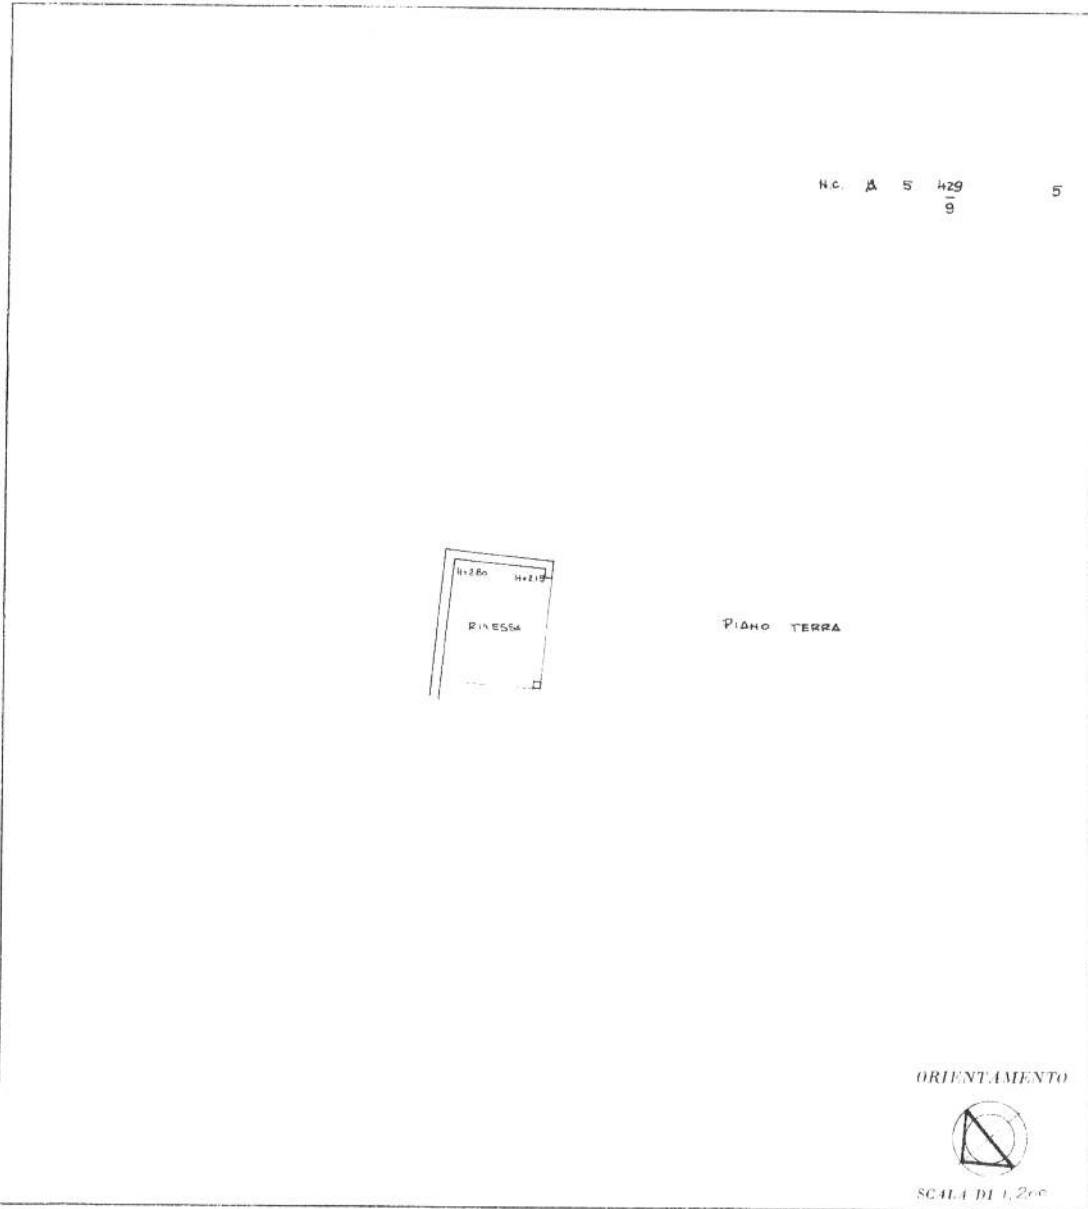 N.C. A 5 429 5
9
H=2.80 H=2.15
RIMESSA
PIANO TERRA
ORIENTAMENTO
SCALA DI 1:200